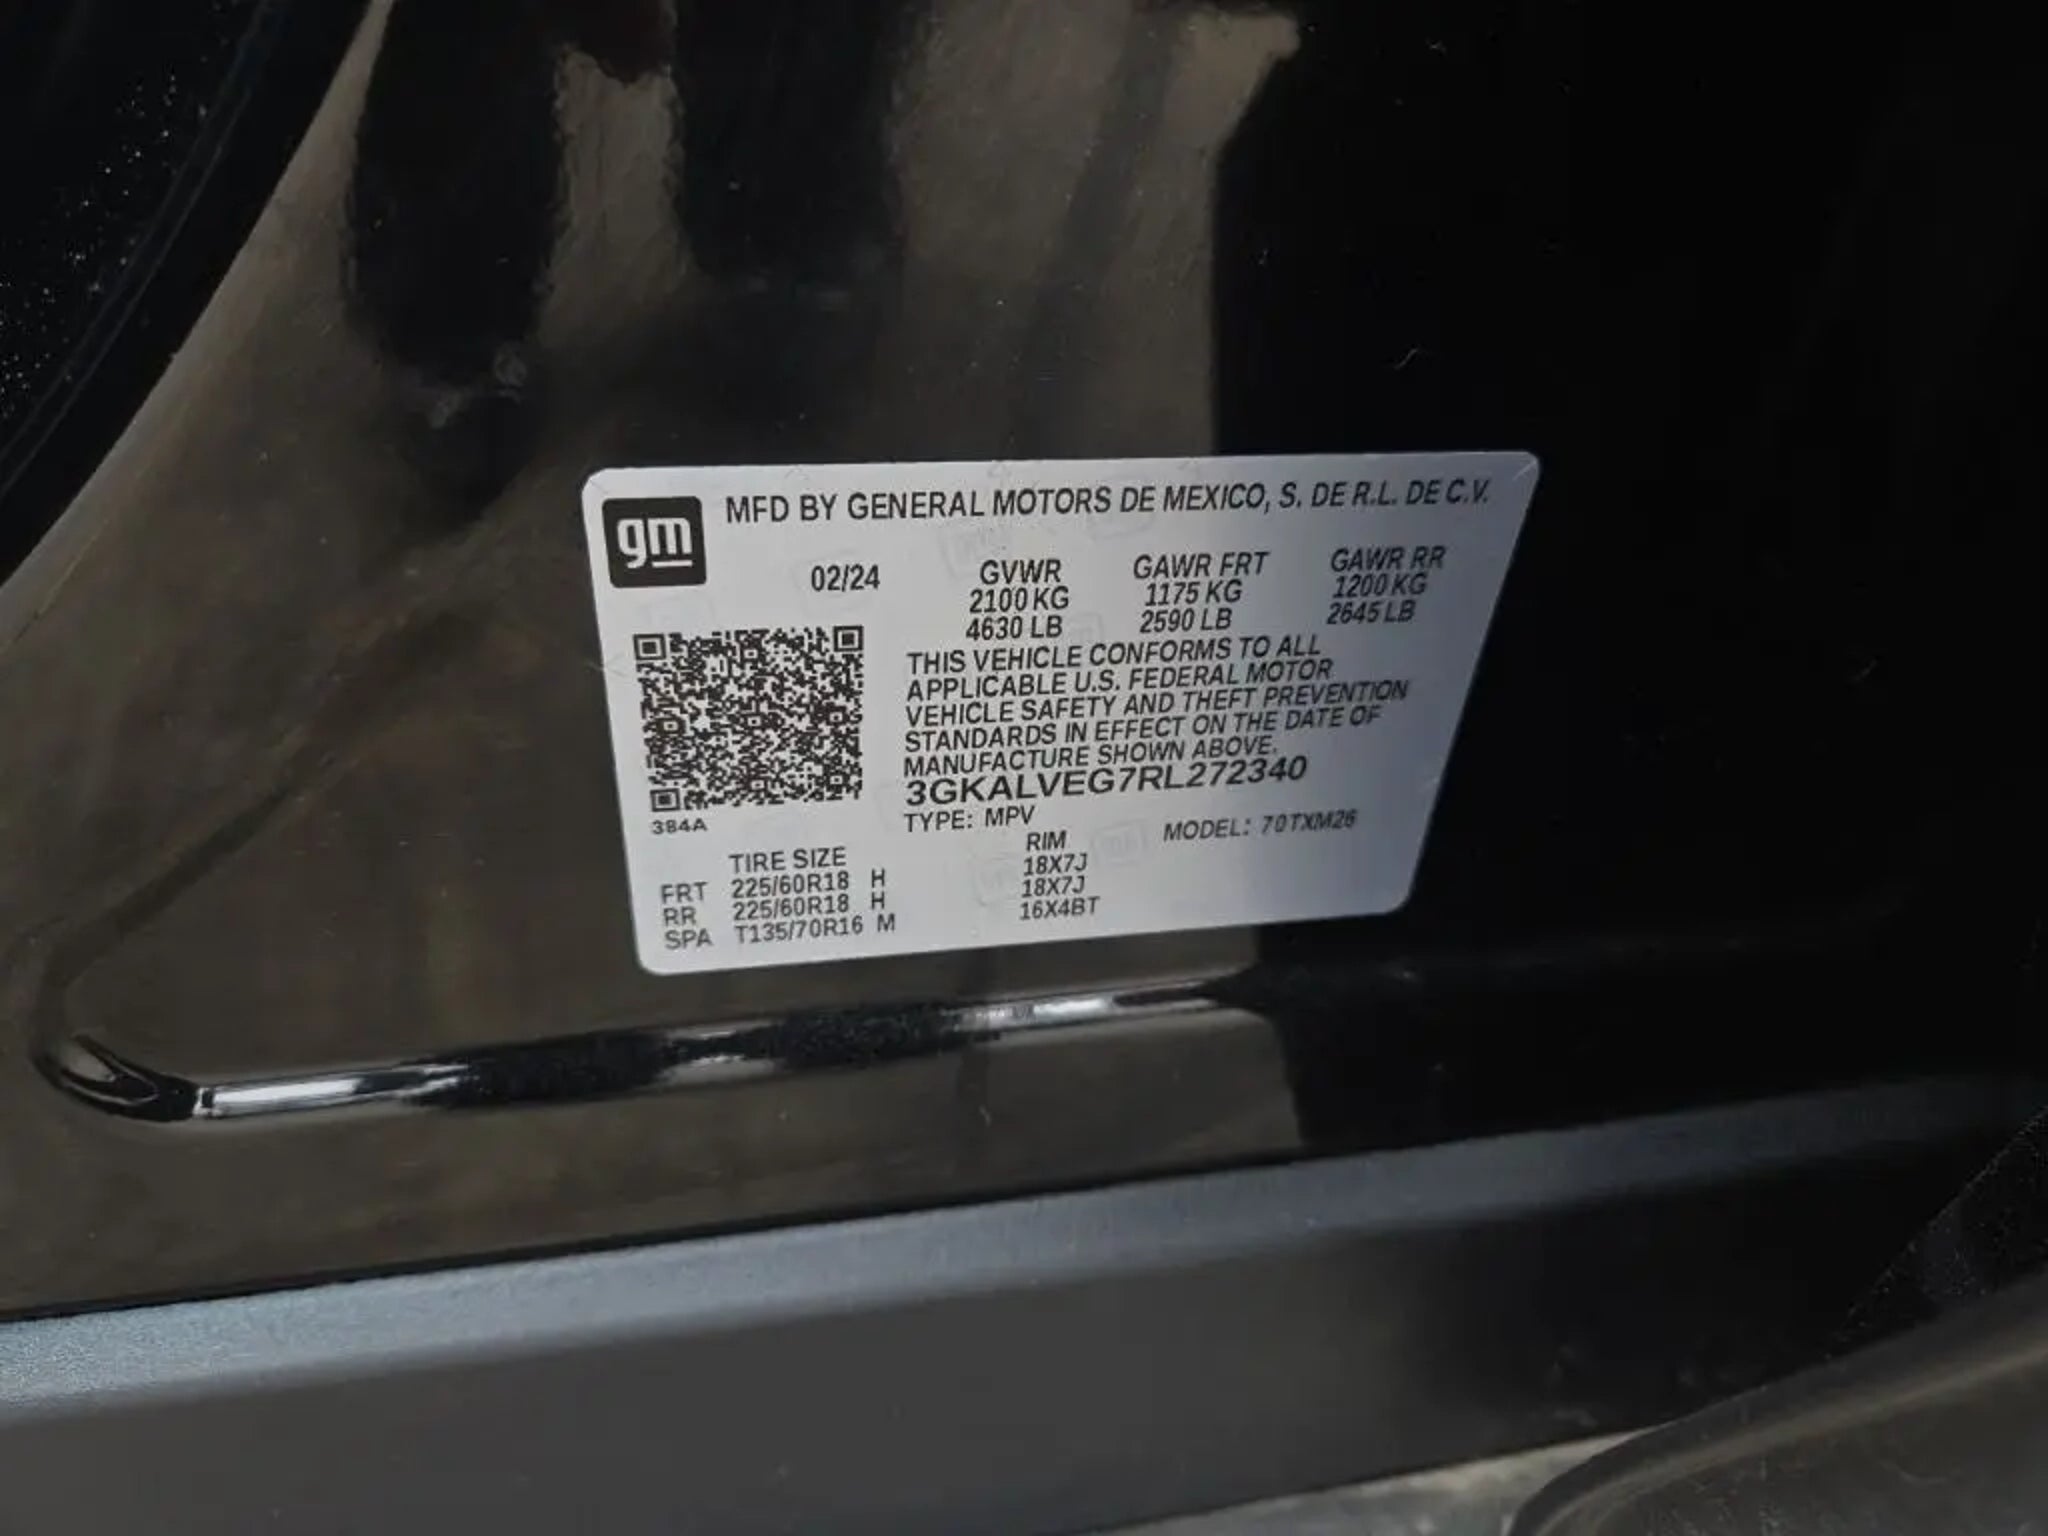 gm
MFD BY GENERAL MOTORS DE MEXICO, S. DE R.L. DE C.V.
02/24 GVWR GAWR FRT GAWR RR
2100 KG 1175 KG 1200 KG
4630 LB 2590 LB 2645 LB
THIS VEHICLE CONFORMS TO ALL
APPLICABLE U.S. FEDERAL MOTOR
VEHICLE SAFETY AND THEFT PREVENTION
STANDARDS IN EFFECT ON THE DATE OF
MANUFACTURE SHOWN ABOVE.
3GKALVEG7RL272340
384A
TYPE: MPV MODEL: 70TXM26
TIRE SIZE RIM
FRT 225/60R18 H 18X7J
RR 225/60R18 H 18X7J
SPA T135/70R16 M 16X4BT